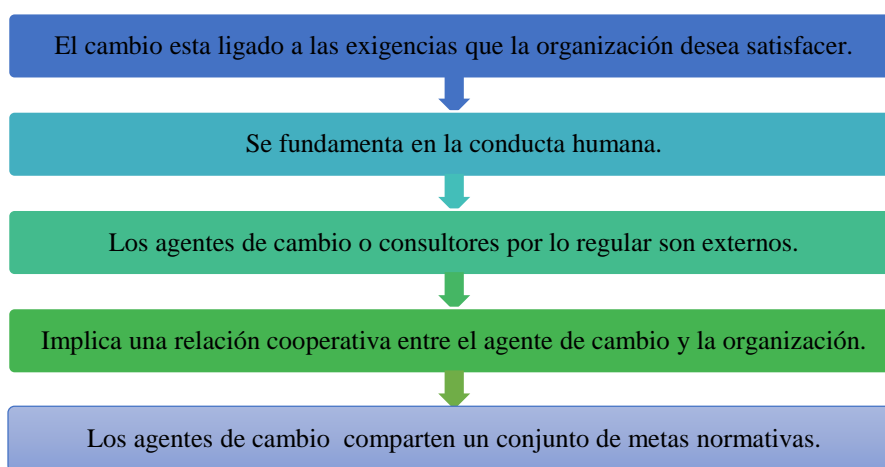 El cambio esta ligado a las exigencias que la organización desea satisfacer.
Se fundamenta en la conducta humana.
Los agentes de cambio o consultores por lo regular son externos.
Implica una relación cooperativa entre el agente de cambio y la organización.
Los agentes de cambio  comparten un conjunto de metas normativas.